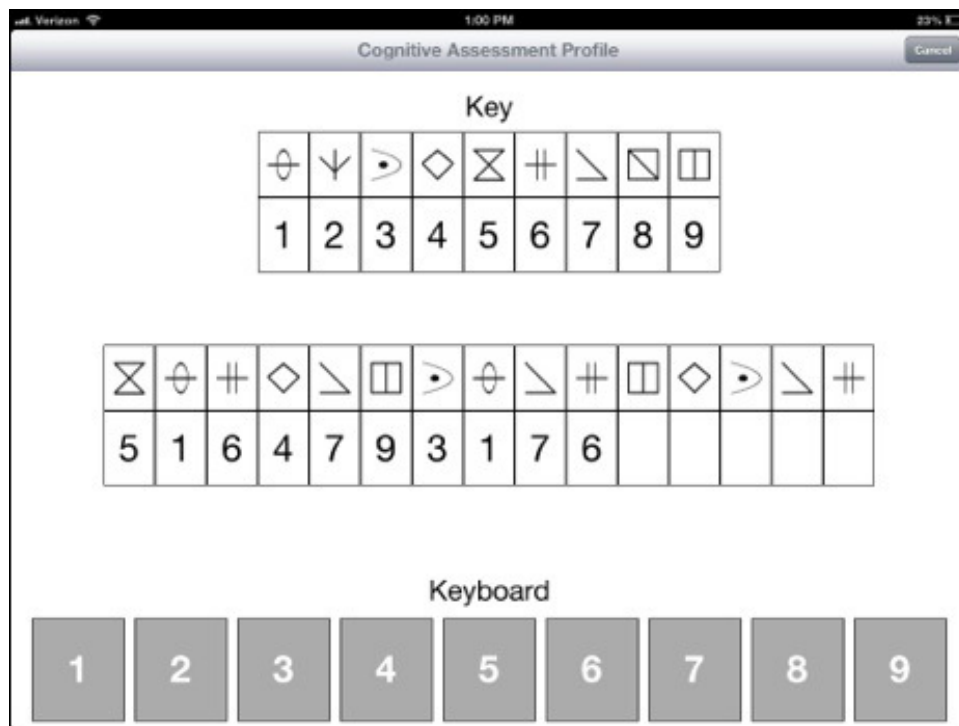 Verizon 1:00 PM 23%
Cognitive Assessment Profile Cancel
Key
1 2 3 4 5 6 7 8 9
5 1 6 4 7 9 3 1 7 6
Keyboard
1 2 3 4 5 6 7 8 9